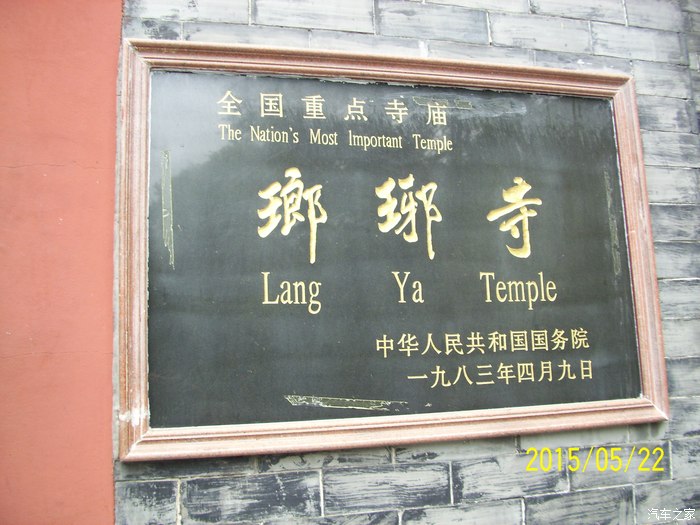 全国重点寺庙
The Nation's Most Important Temple
瑯琊寺
Lang Ya Temple
中华人民共和国国务院
一九八三年四月九日
2015/05/22
汽车之家